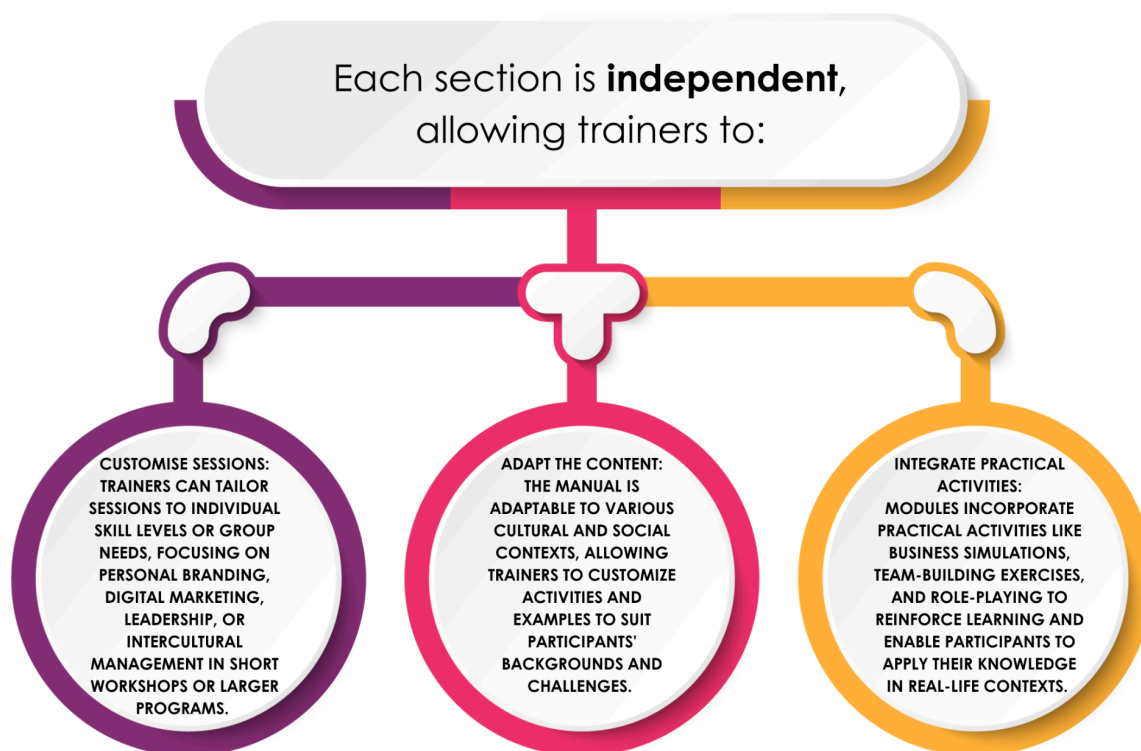 Each section is independent,
allowing trainers to:
CUSTOMISE SESSIONS:
TRAINERS CAN TAILOR
SESSIONS TO INDIVIDUAL
SKILL LEVELS OR GROUP
NEEDS, FOCUSING ON
PERSONAL BRANDING,
DIGITAL MARKETING,
LEADERSHIP, OR
INTERCULTURAL
MANAGEMENT IN SHORT
WORKSHOPS OR LARGER
PROGRAMS.
ADAPT THE CONTENT:
THE MANUAL IS
ADAPTABLE TO VARIOUS
CULTURAL AND SOCIAL
CONTEXTS, ALLOWING
TRAINERS TO CUSTOMIZE
ACTIVITIES AND
EXAMPLES TO SUIT
PARTICIPANTS'
BACKGROUNDS AND
CHALLENGES.
INTEGRATE PRACTICAL
ACTIVITIES:
MODULES INCORPORATE
PRACTICAL ACTIVITIES LIKE
BUSINESS SIMULATIONS,
TEAM-BUILDING EXERCISES,
AND ROLE-PLAYING TO
REINFORCE LEARNING AND
ENABLE PARTICIPANTS TO
APPLY THEIR KNOWLEDGE
IN REAL-LIFE CONTEXTS.